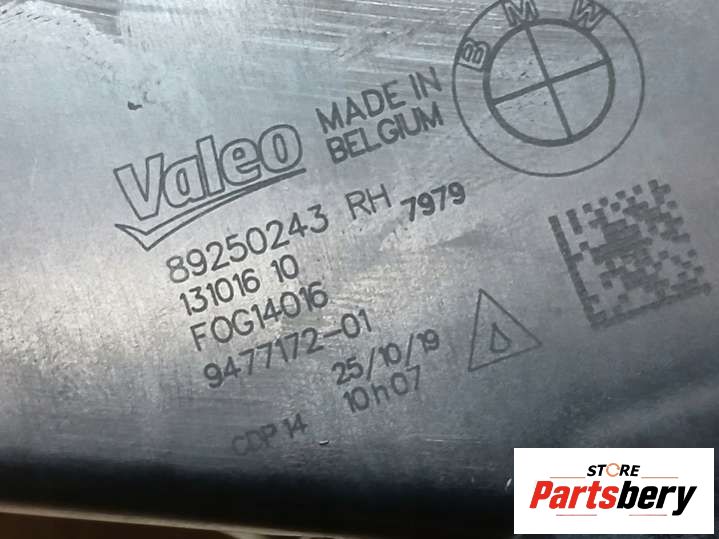 BMW
Valeo
MADE IN
BELGIUM
89250243 RH 7979
131016 10
FOG14016
9477172-01
25/10/19
10h07
CDP 14
STORE
Partsbery